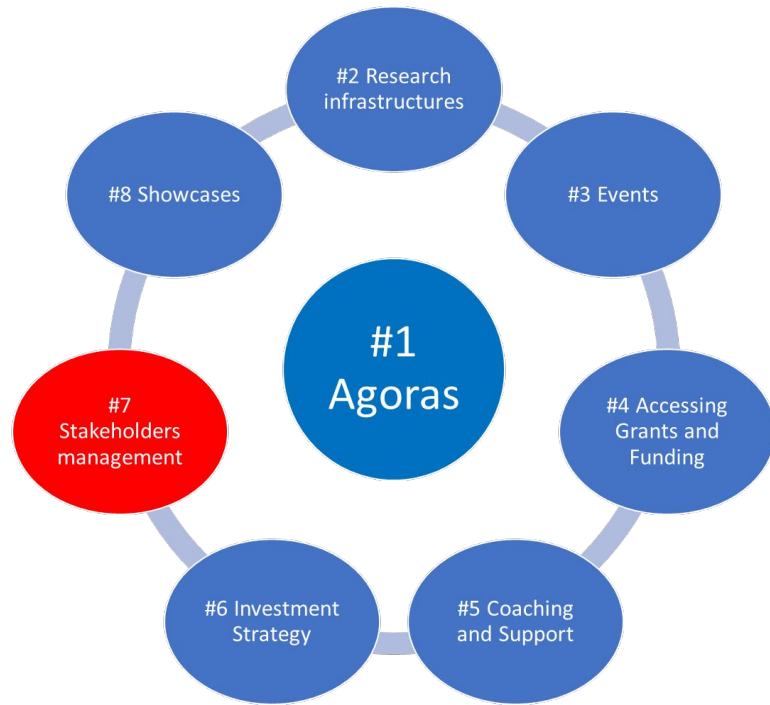 #2 Research
infrastructures
#8 Showcases
#3 Events
#1
Agoras
#7
Stakeholders
management
#4 Accessing
Grants and
Funding
#6 Investment
Strategy
#5 Coaching
and Support